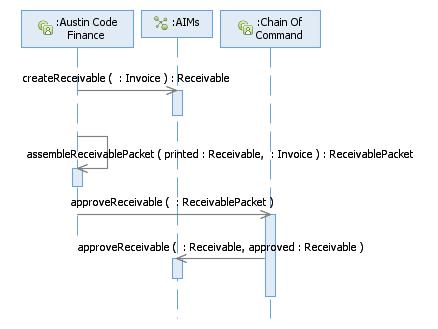 :Austin Code
Finance
:AIMs
:Chain Of
Command
createReceivable ( : Invoice ) : Receivable
assembleReceivablePacket ( printed : Receivable, : Invoice ) : ReceivablePacket
approveReceivable ( : ReceivablePacket )
approveReceivable ( : Receivable, approved : Receivable )